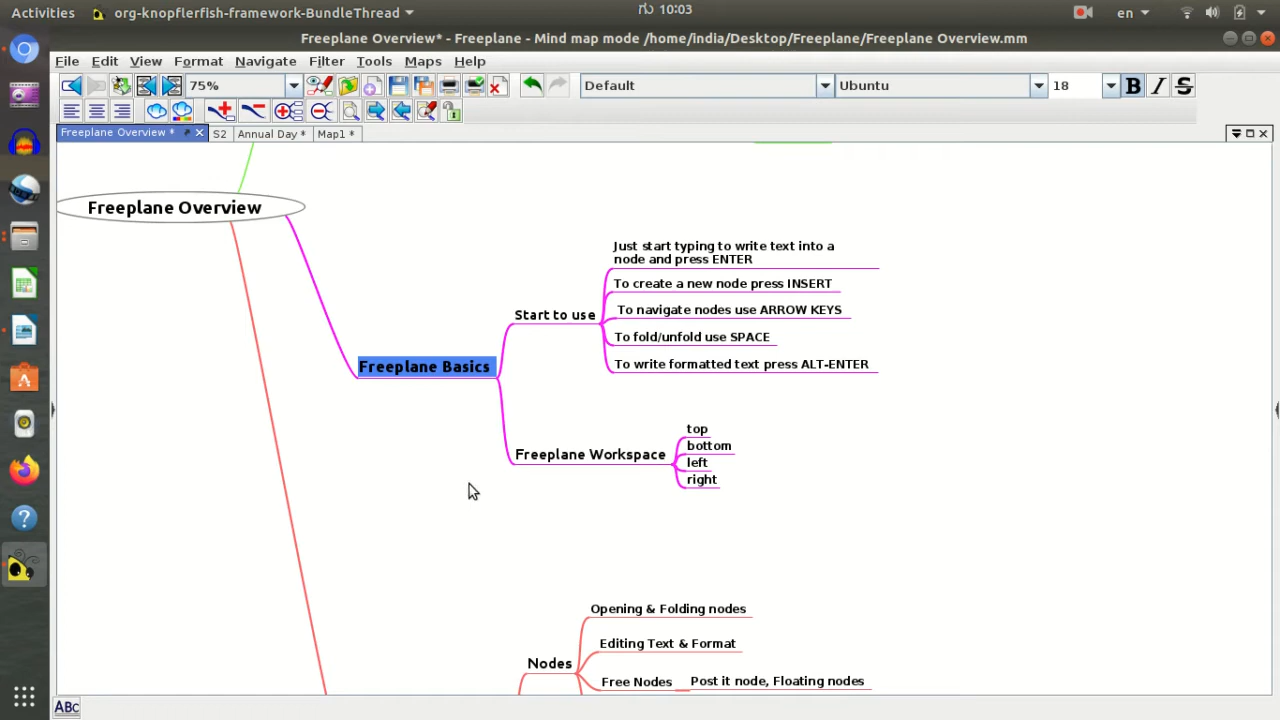 Activities org-knopflerfish-framework-BundleThread 10:03 en
Freeplane Overview* - Freeplane - Mind map mode /home/india/Desktop/Freeplane/Freeplane Overview.mm
File Edit View Format Navigate Filter Tools Maps Help
75% Default Ubuntu 18 B I S
Freeplane Overview * S2 Annual Day * Map1 *
Freeplane Overview
Just start typing to write text into a
node and press ENTER
To create a new node press INSERT
To navigate nodes use ARROW KEYS
Start to use
To fold/unfold use SPACE
To write formatted text press ALT-ENTER
Freeplane Basics
top
bottom
Freeplane Workspace
left
right
Opening & Folding nodes
Editing Text & Format
Nodes
Free Nodes Post it node, Floating nodes
ABC